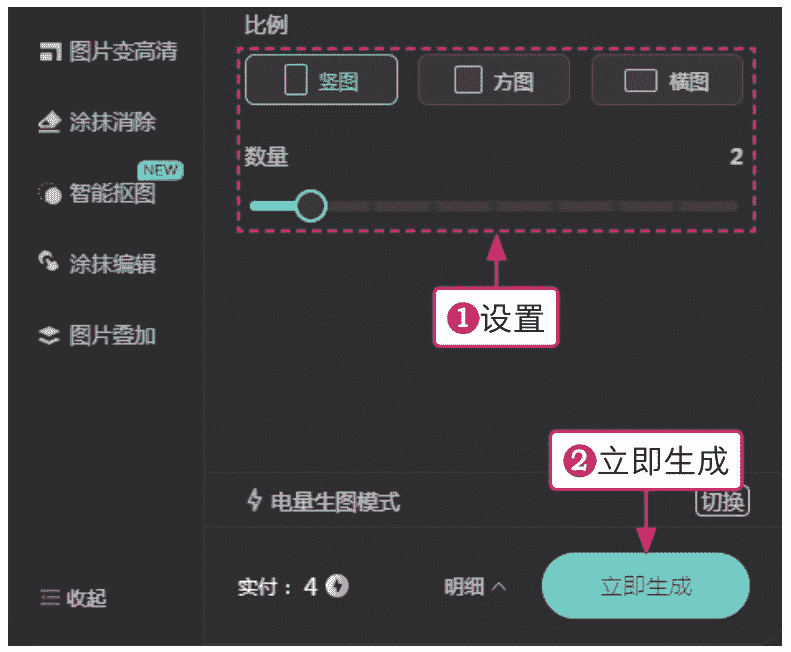 图片变高清
涂抹消除
NEW
智能抠图
涂抹编辑
图片叠加
收起
比例
竖图
方图
横图
数量
2
❶设置
❷立即生成
电量生图模式
切换
实付：4
明细
立即生成